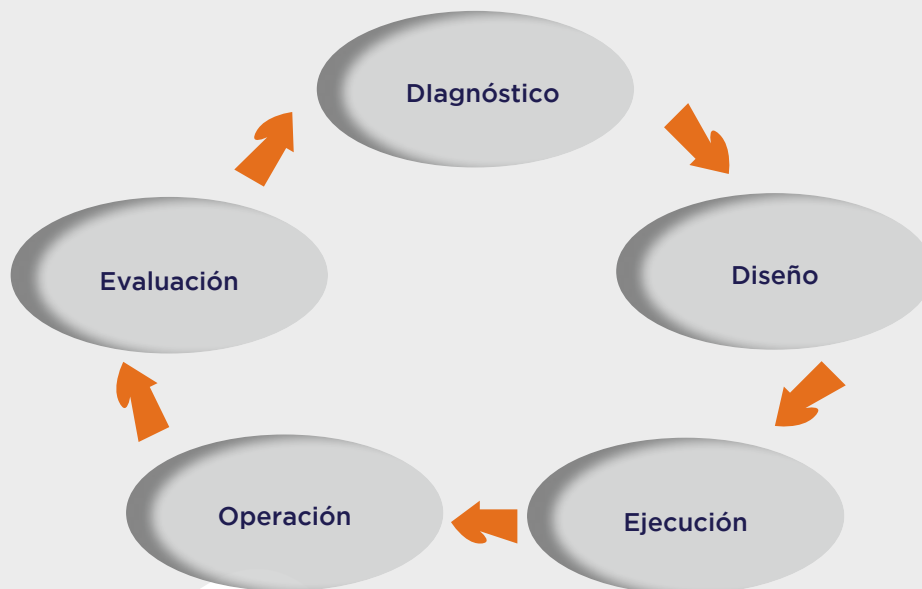 DIagnóstico
Diseño
Ejecución
Operación
Evaluación